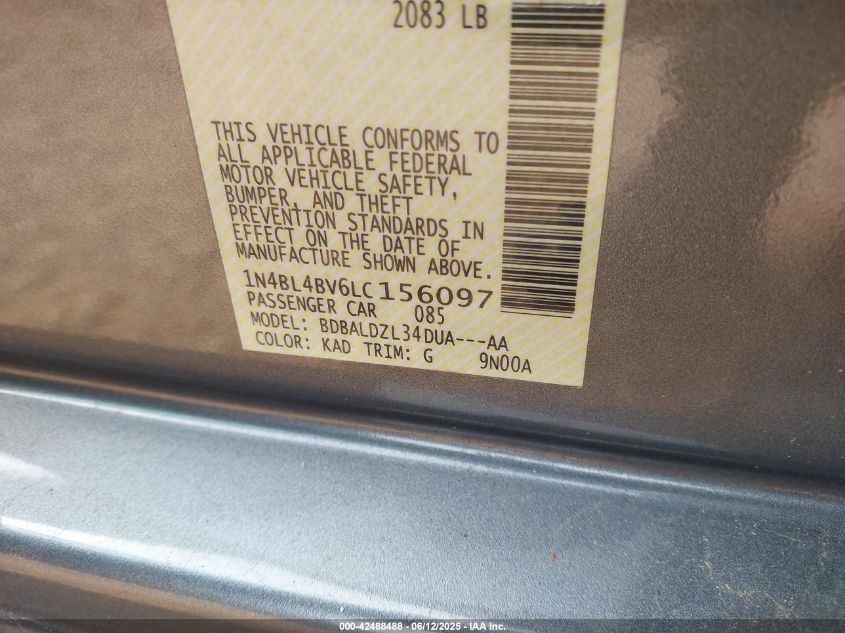 2083 LB
THIS VEHICLE CONFORMS TO
ALL APPLICABLE FEDERAL
MOTOR VEHICLE SAFETY,
BUMPER, AND THEFT
PREVENTION STANDARDS IN
EFFECT ON THE DATE OF
MANUFACTURE SHOWN ABOVE.
1N4BL4BV6LC156097
PASSENGER CAR 085
MODEL: BDBALDZL34DUA---AA
COLOR: KAD TRIM: G 9N00A
000-42488488 - 06/12/2025 - IAA Inc.